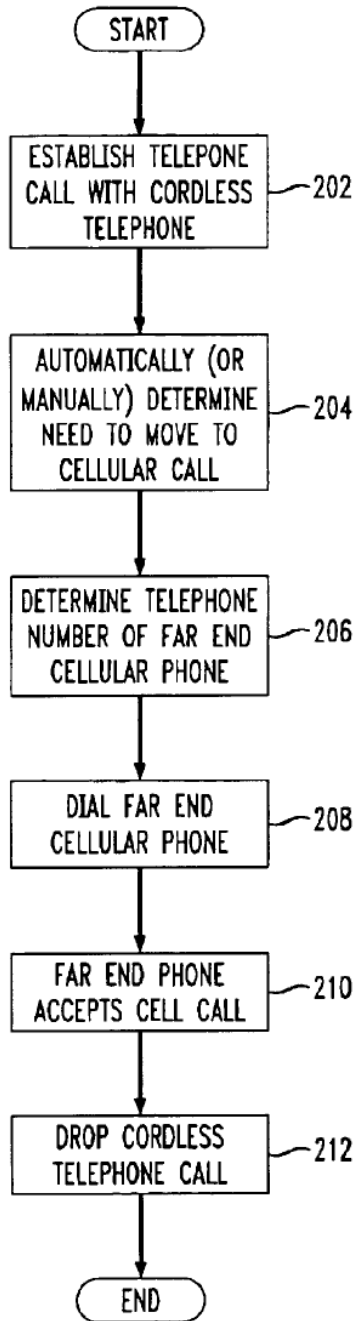 START
ESTABLISH TELEPONE
CALL WITH CORDLESS
TELEPHONE
202
AUTOMATICALLY (OR
MANUALLY) DETERMINE
NEED TO MOVE TO
CELLULAR CALL
204
DETERMINE TELEPHONE
NUMBER OF FAR END
CELLULAR PHONE
206
DIAL FAR END
CELLULAR PHONE
208
FAR END PHONE
ACCEPTS CELL CALL
210
DROP CORDLESS
TELEPHONE CALL
212
END